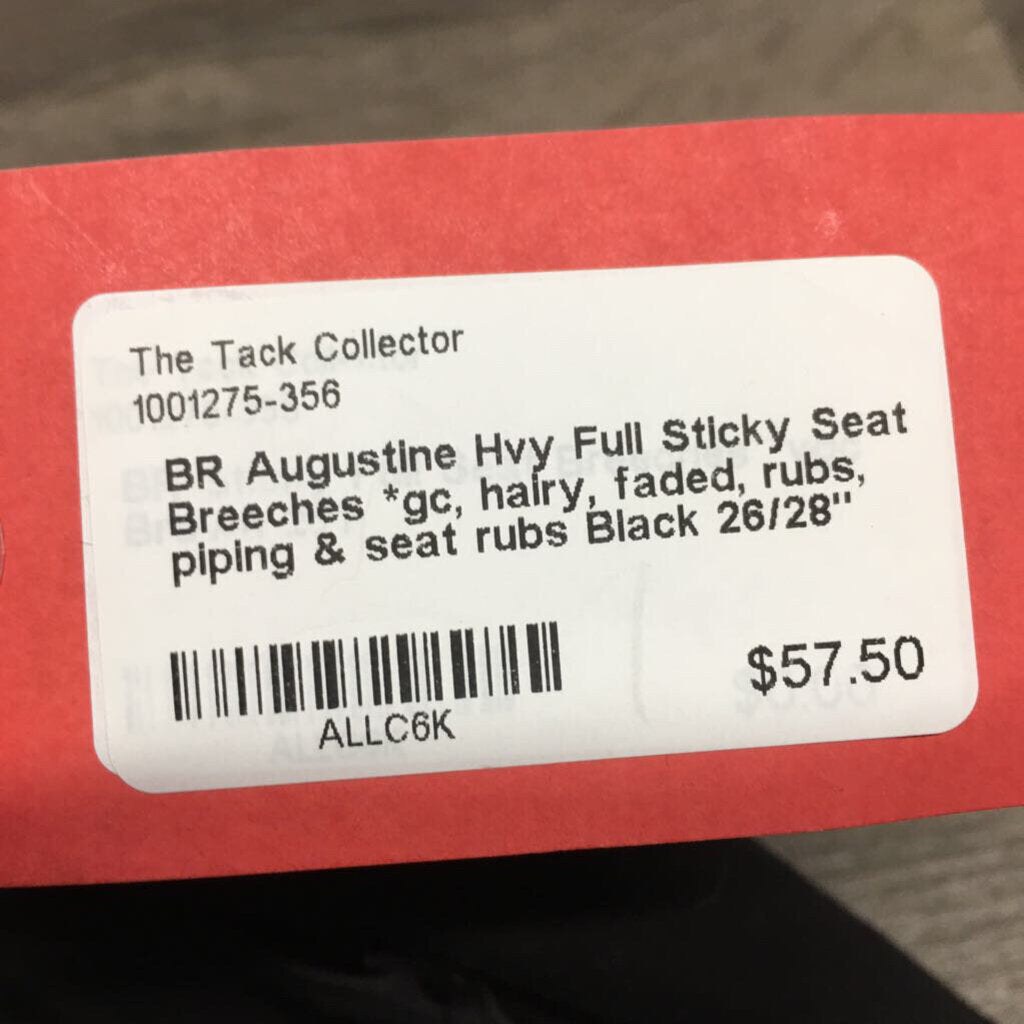 The Tack Collector
1001275-356
BR Augustine Hvy Full Sticky Seat
Breeches *gc, hairy, faded, rubs,
piping & seat rubs Black 26/28"
ALLC6K
$57.50